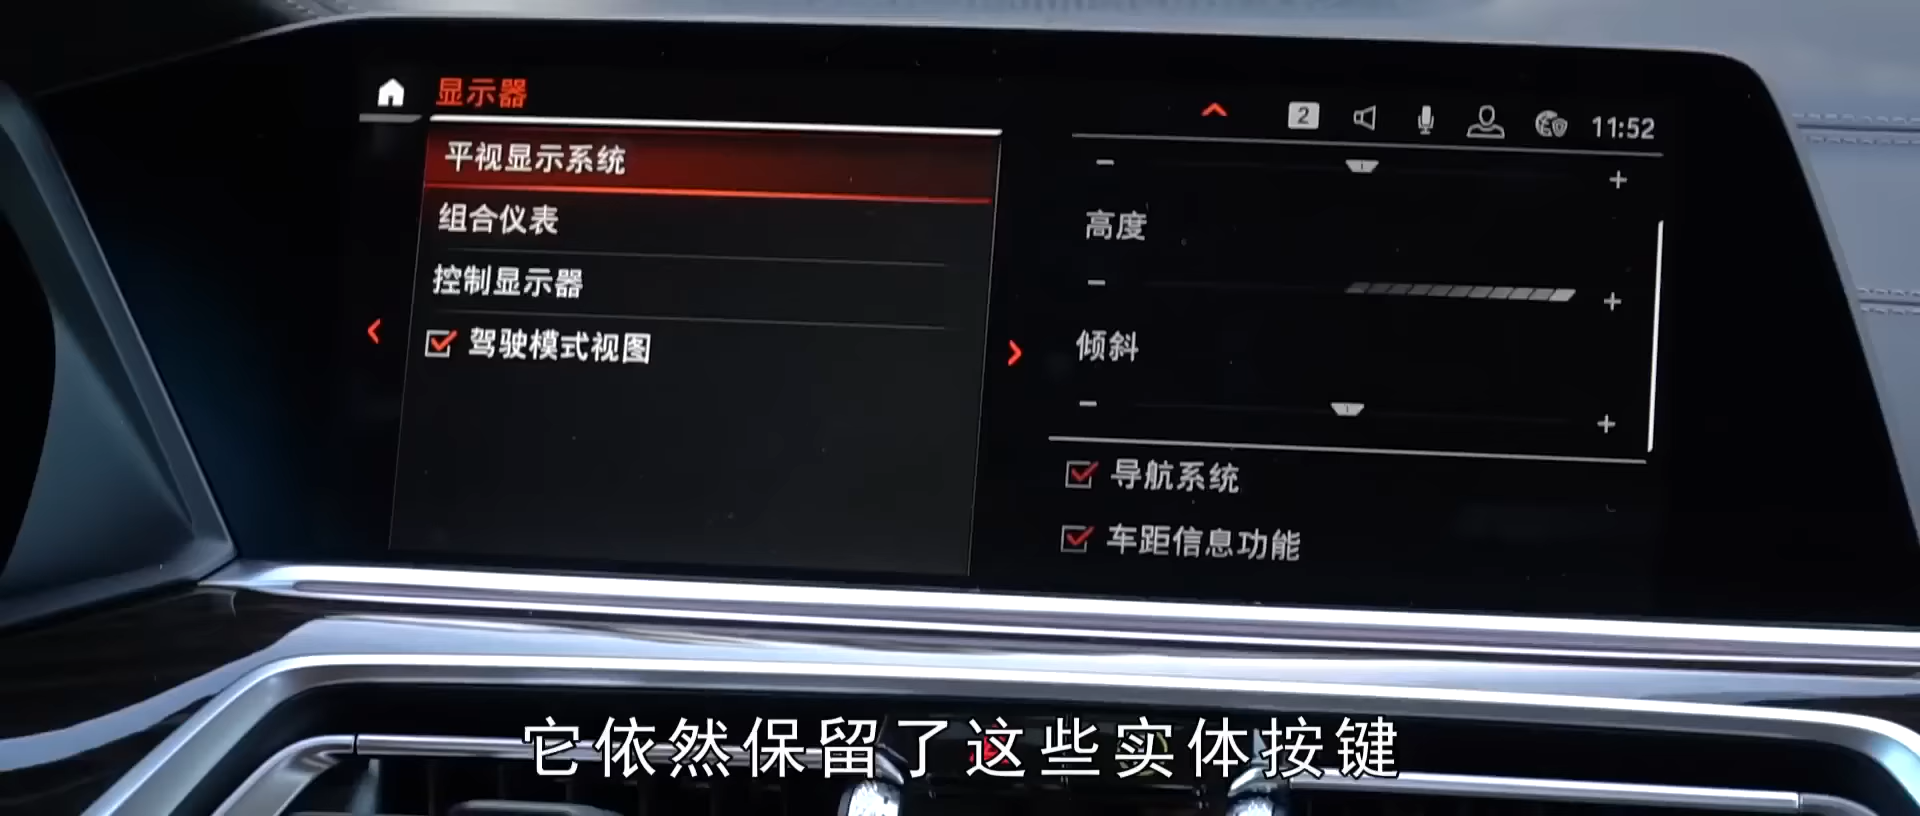 显示器
2
11:52
平视显示系统
组合仪表
控制显示器
驾驶模式视图
高度
倾斜
导航系统
车距信息功能
它依然保留了这些实体按键